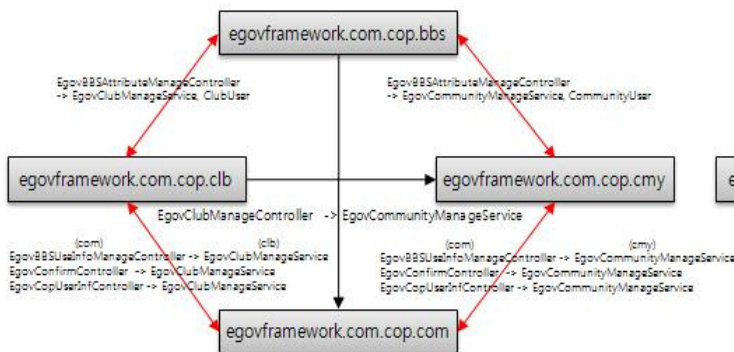 egovframework.com.cop.bbs
EgovBBSAttributeManageController
-> EgovClubManageService, ClubUser
EgovBBSAttributeManageController
-> EgovCommunityManageService, CommunityUser
egovframework.com.cop.clb
egovframework.com.cop.cmy
e
EgovClubManageController -> EgovCommunityManageService
(com) (clb)
EgovBBSUseInfoManageController -> EgovClubManageService
EgovConfirmController -> EgovClubManageService
EgovCopUserInfController -> EgovClubManageService
(com) (cmy)
EgovBBSUseInfoManageController -> EgovCommunityManageService
EgovConfirmController -> EgovCommunityManageService
EgovCopUserInfController -> EgovCommunityManageService
egovframework.com.cop.com